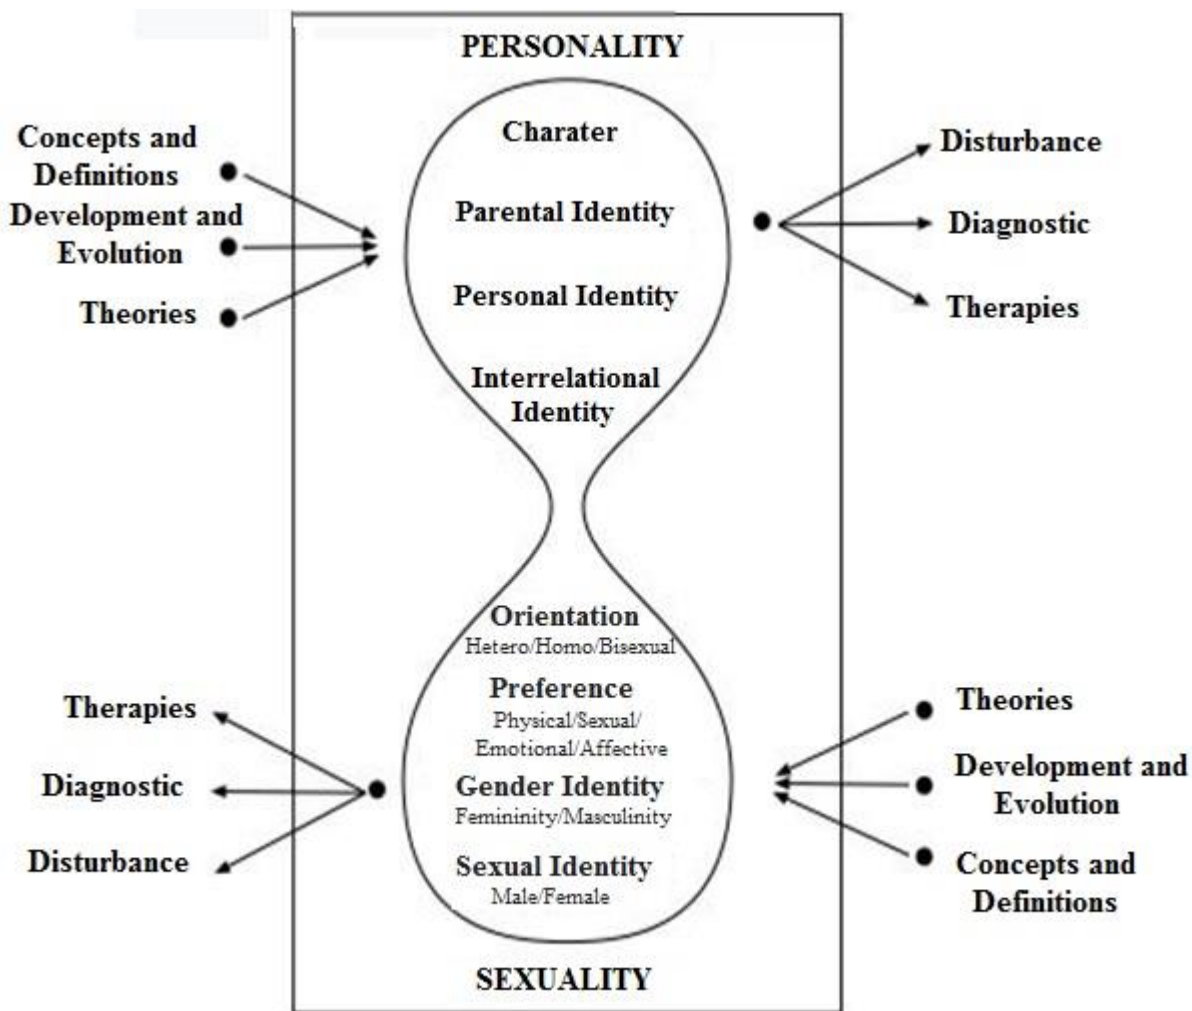 PERSONALITY
Charater
Parental Identity
Personal Identity
Interrelational
Identity
Concepts and
Definitions
Development and
Evolution
Theories
Disturbance
Diagnostic
Therapies
Orientation
Hetero/Homo/Bisexual
Preference
Physical/Sexual/
Emotional/Affective
Gender Identity
Femininity/Masculinity
Sexual Identity
Male/Female
Therapies
Diagnostic
Disturbance
Theories
Development and
Evolution
Concepts and
Definitions
SEXUALITY